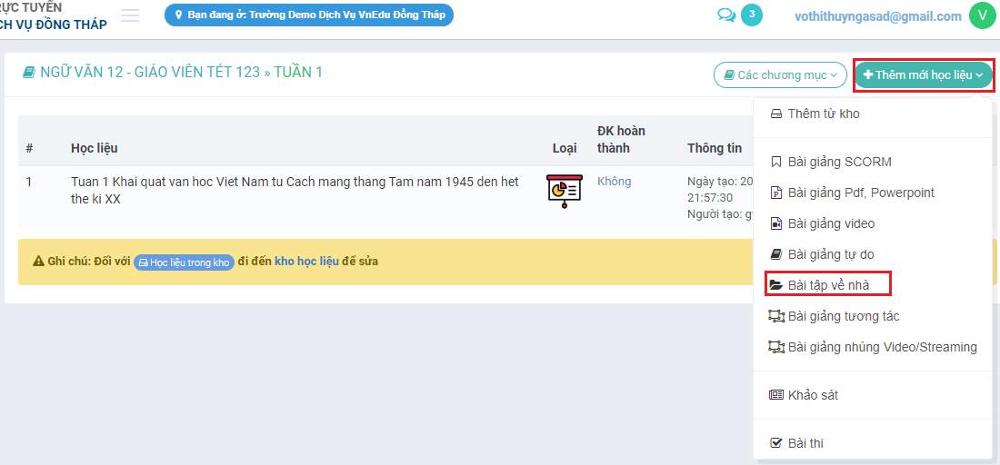 TRỰC TUYẾN
CH VỤ ĐỒNG THÁP
Bạn đang ở: Trường Demo Dịch Vụ VnEdu Đồng Tháp
3
vothithuyngasad@gmail.com
V
NGỮ VĂN 12 - GIÁO VIÊN TÉT 123 » TUẦN 1
Các chương mục
Thêm mới học liệu
# Học liệu Loại ĐK hoàn thành Thông tin
1 Tuan 1 Khai quat van hoc Viet Nam tu Cach mang thang Tam nam 1945 den het
the ki XX
Không
Ngày tạo: 20
21:57:30
Người tạo: gv
Ghi chú: Đối với Học liệu trong kho đi đến kho học liệu để sửa
Thêm từ kho
Bài giảng SCORM
Bài giảng Pdf, Powerpoint
Bài giảng video
Bài giảng tự do
Bài tập về nhà
Bài giảng tương tác
Bài giảng nhúng Video/Streaming
Khảo sát
Bài thi